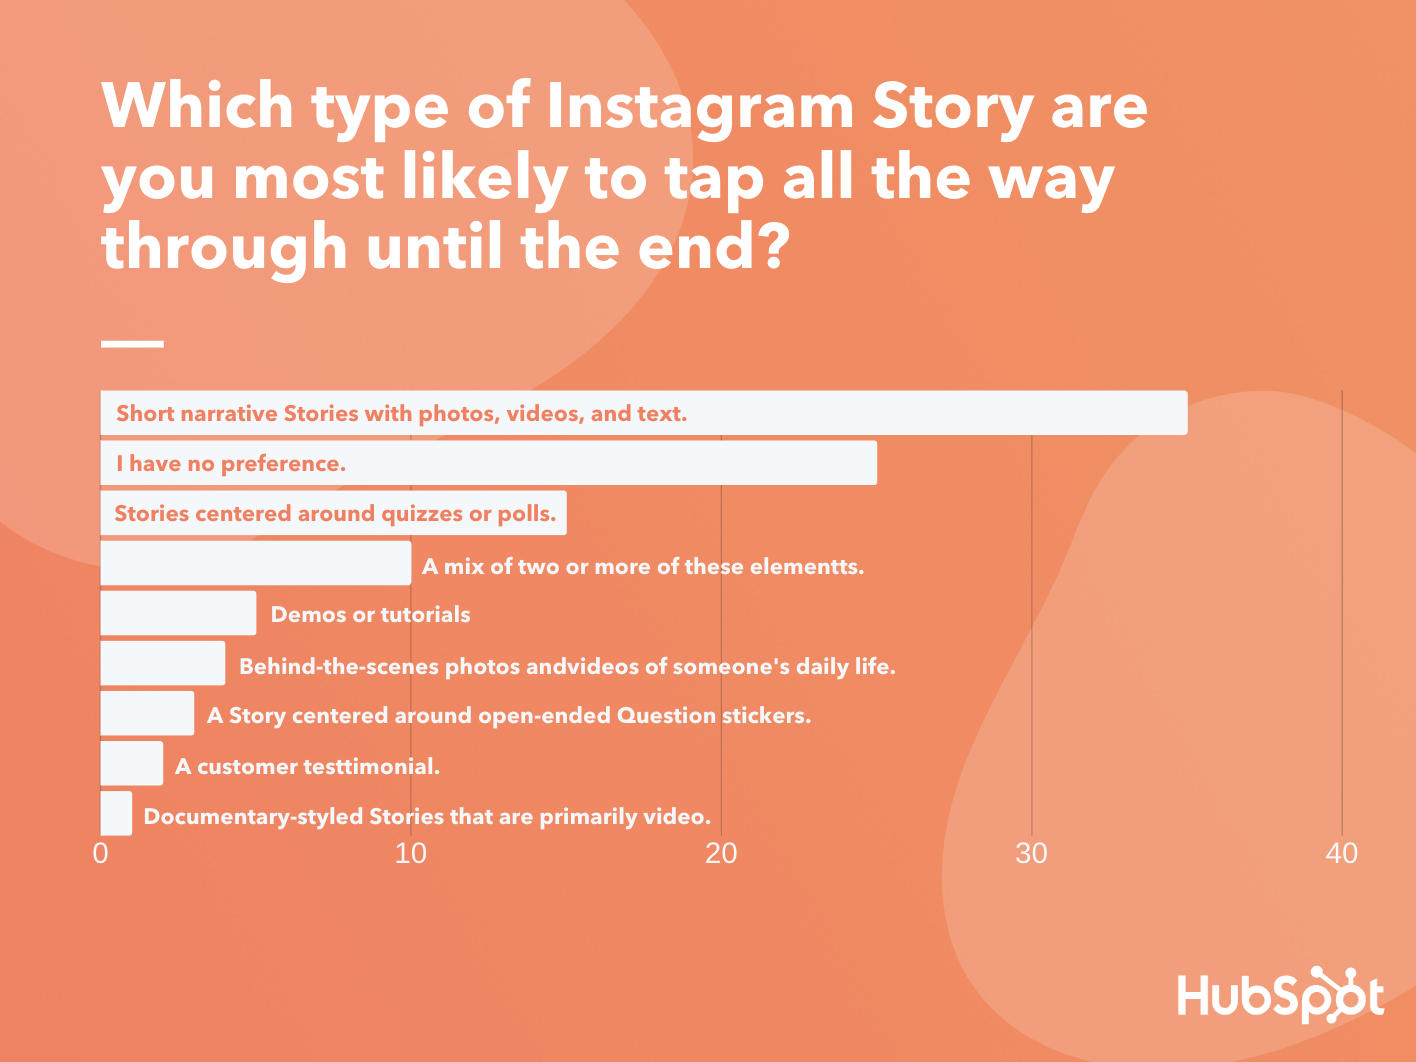 Which type of Instagram Story are
you most likely to tap all the way
through until the end?
Short narrative Stories with photos, videos, and text.
I have no preference.
Stories centered around quizzes or polls.
A mix of two or more of these elementts.
Demos or tutorials
Behind-the-scenes photos andvideos of someone's daily life.
A Story centered around open-ended Question stickers.
A customer testtimonial.
Documentary-styled Stories that are primarily video.
0 10 20 30 40
HubSpot